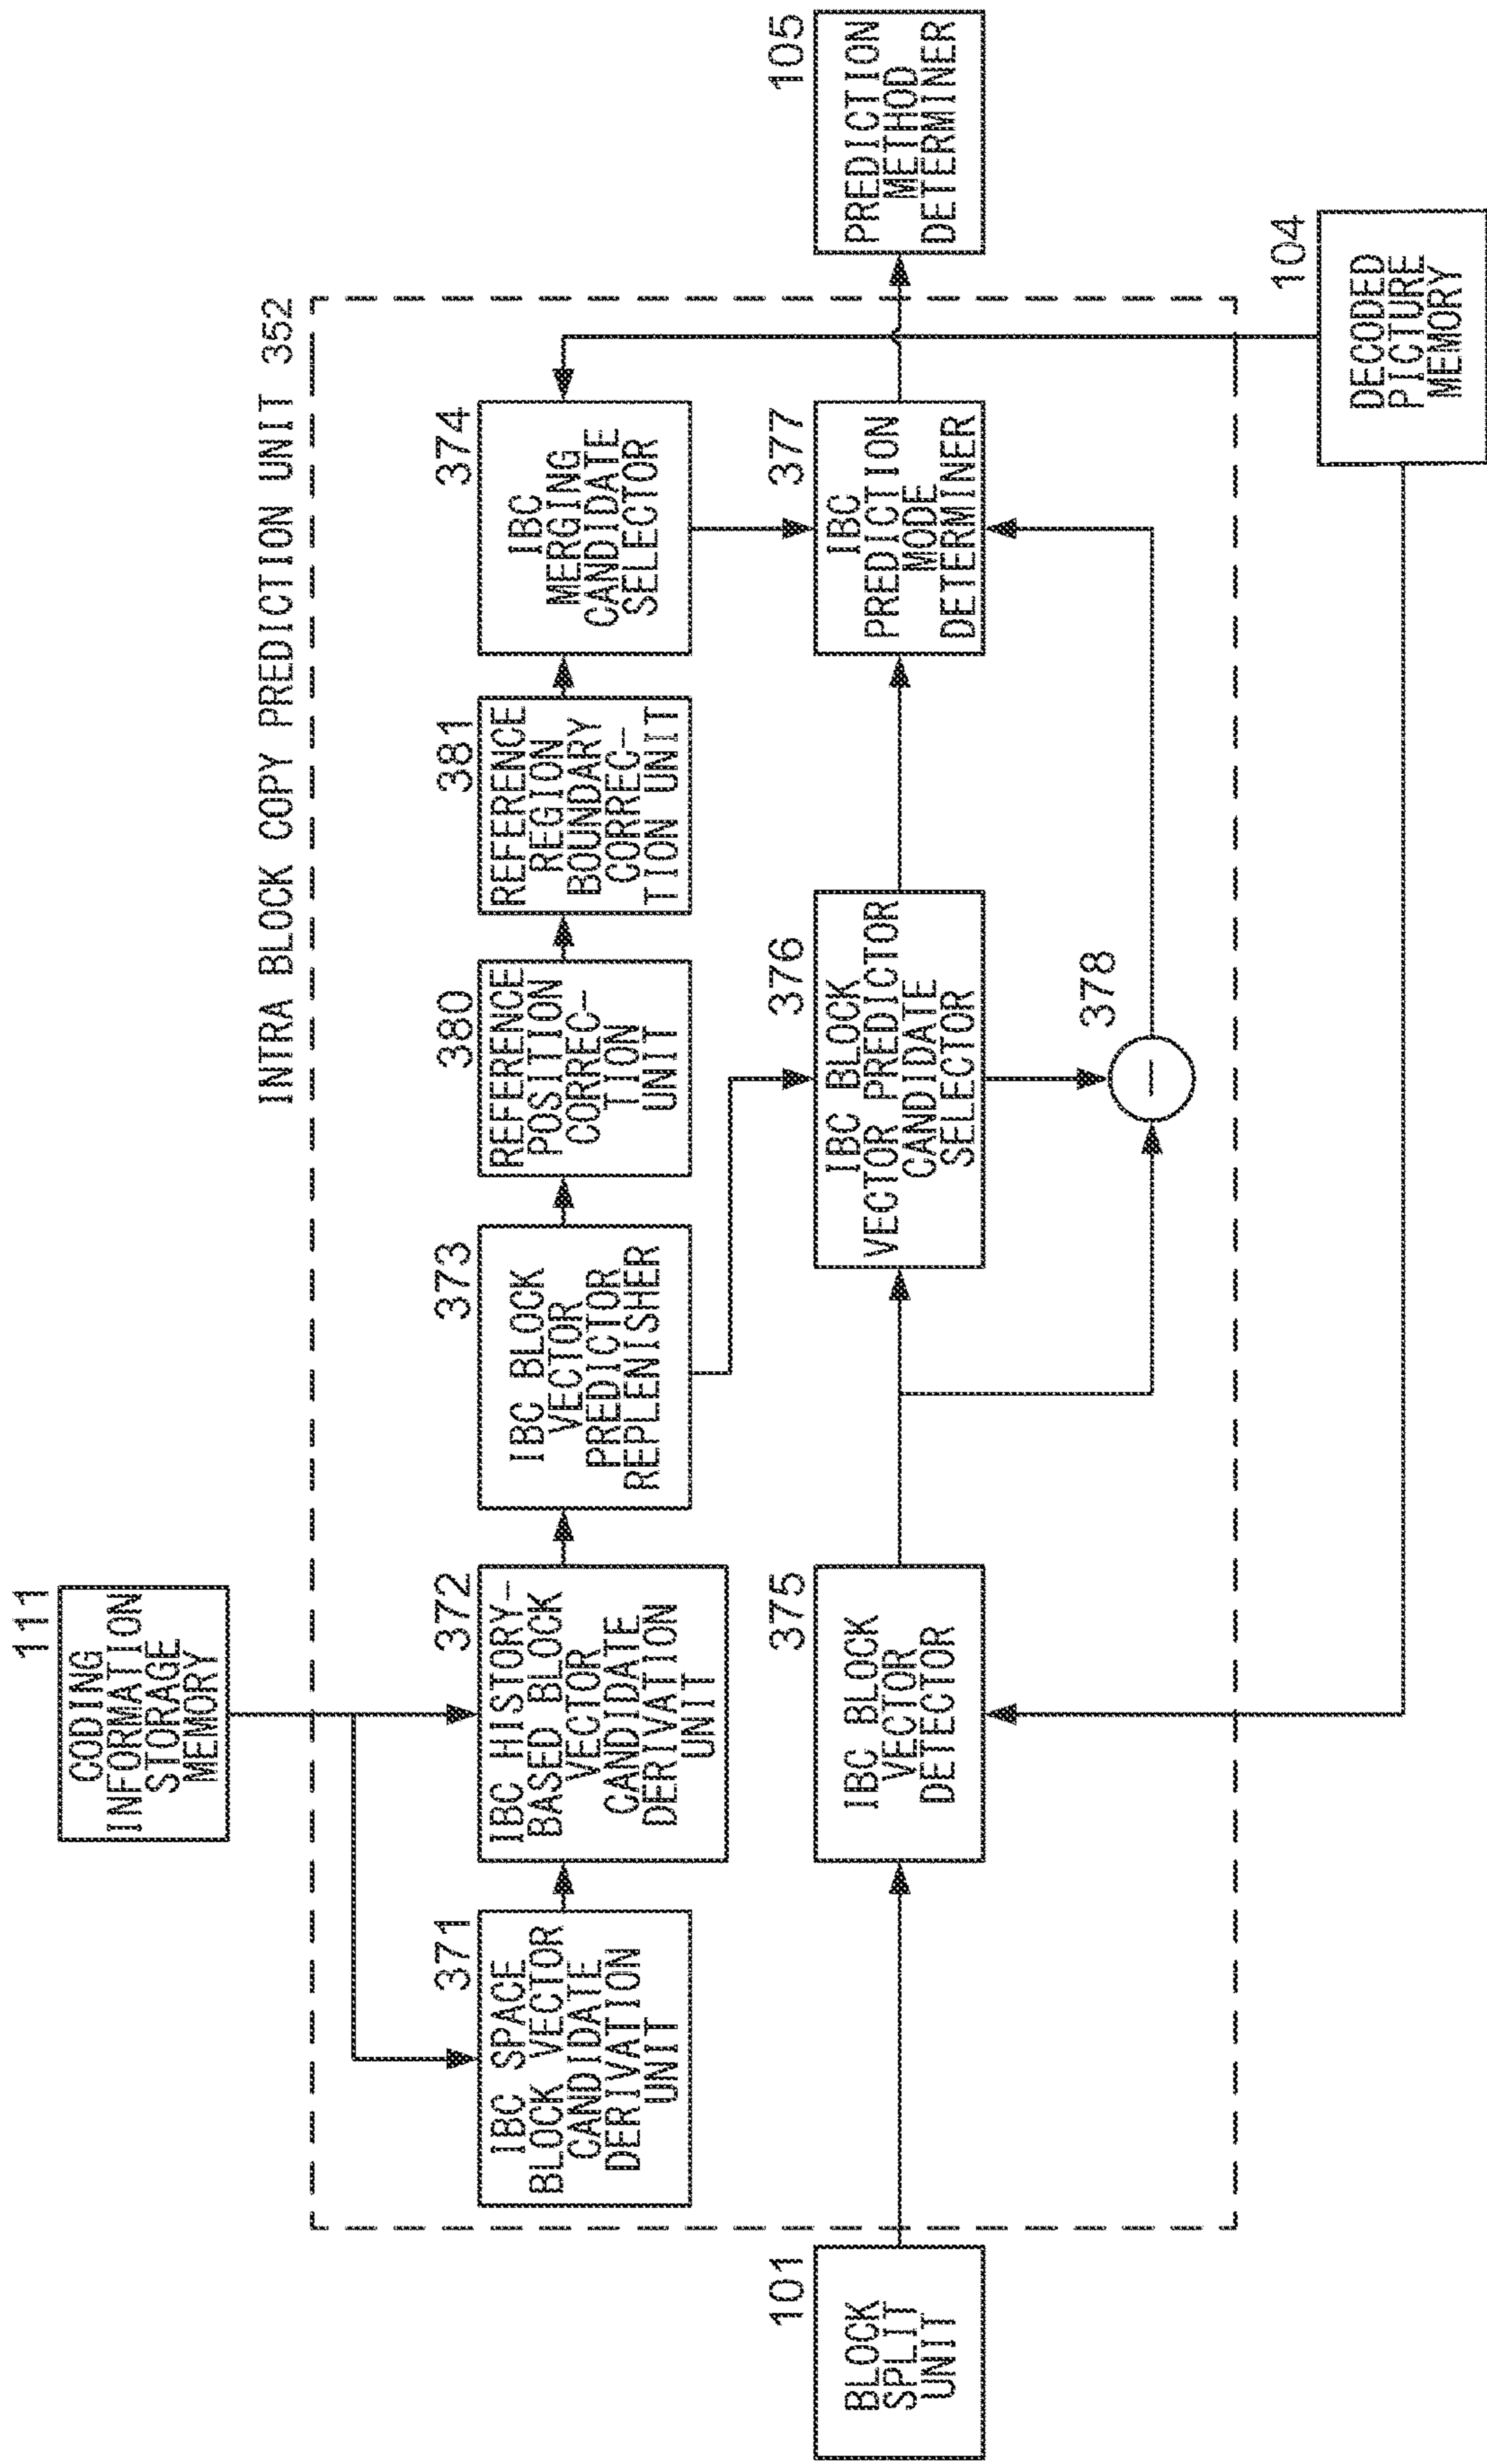 111
CODING
INFORMATION
STORAGE
MEMORY
INTRA BLOCK COPY PREDICTION UNIT 352
371
IBC SPACE
BLOCK VECTOR
CANDIDATE
DERIVATION
UNIT
372
IBC HISTORY-
BASED BLOCK
VECTOR
CANDIDATE
DERIVATION
UNIT
373
IBC BLOCK
VECTOR
PREDICTOR
REPLENISHER
380
REFERENCE
POSITION
CORREC-
TION
UNIT
381
REFERENCE
REGION
BOUNDARY
CORREC-
TION UNIT
374
IBC
MERGING
CANDIDATE
SELECTOR
101
BLOCK
SPLIT
UNIT
375
IBC BLOCK
VECTOR
DETECTOR
376
IBC BLOCK
VECTOR PREDICTOR
CANDIDATE
SELECTOR
377
IBC
PREDICTION
MODE
DETERMINER
105
PREDICTION
METHOD
DETERMINER
378
−
104
DECODED
PICTURE
MEMORY